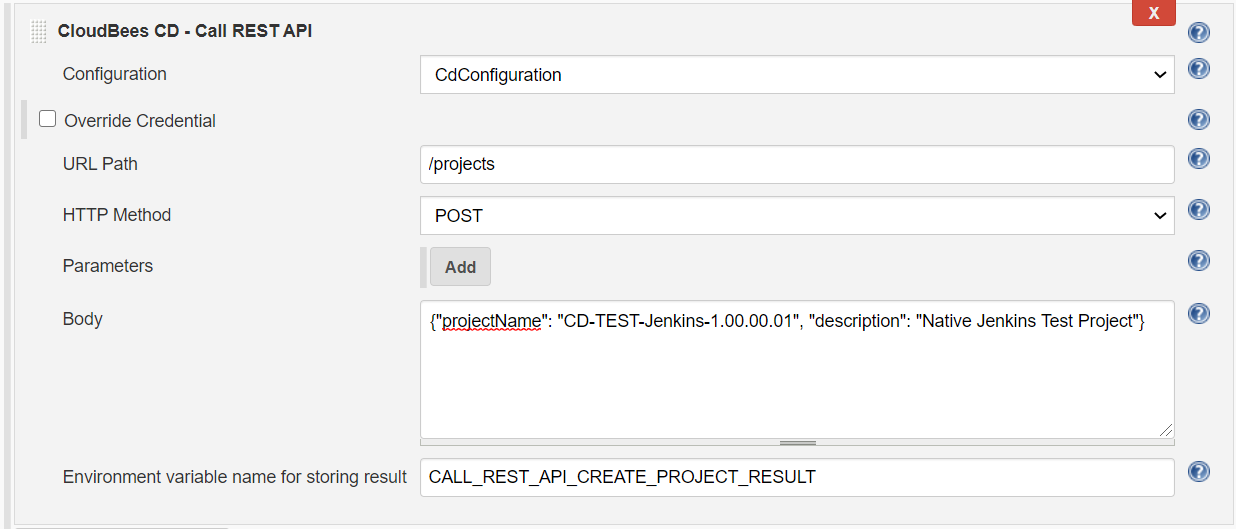 X
CloudBees CD - Call REST API
Configuration
CdConfiguration
Override Credential
URL Path
/projects
HTTP Method
POST
Parameters
Add
Body
{"projectName": "CD-TEST-Jenkins-1.00.00.01", "description": "Native Jenkins Test Project"}
Environment variable name for storing result
CALL_REST_API_CREATE_PROJECT_RESULT